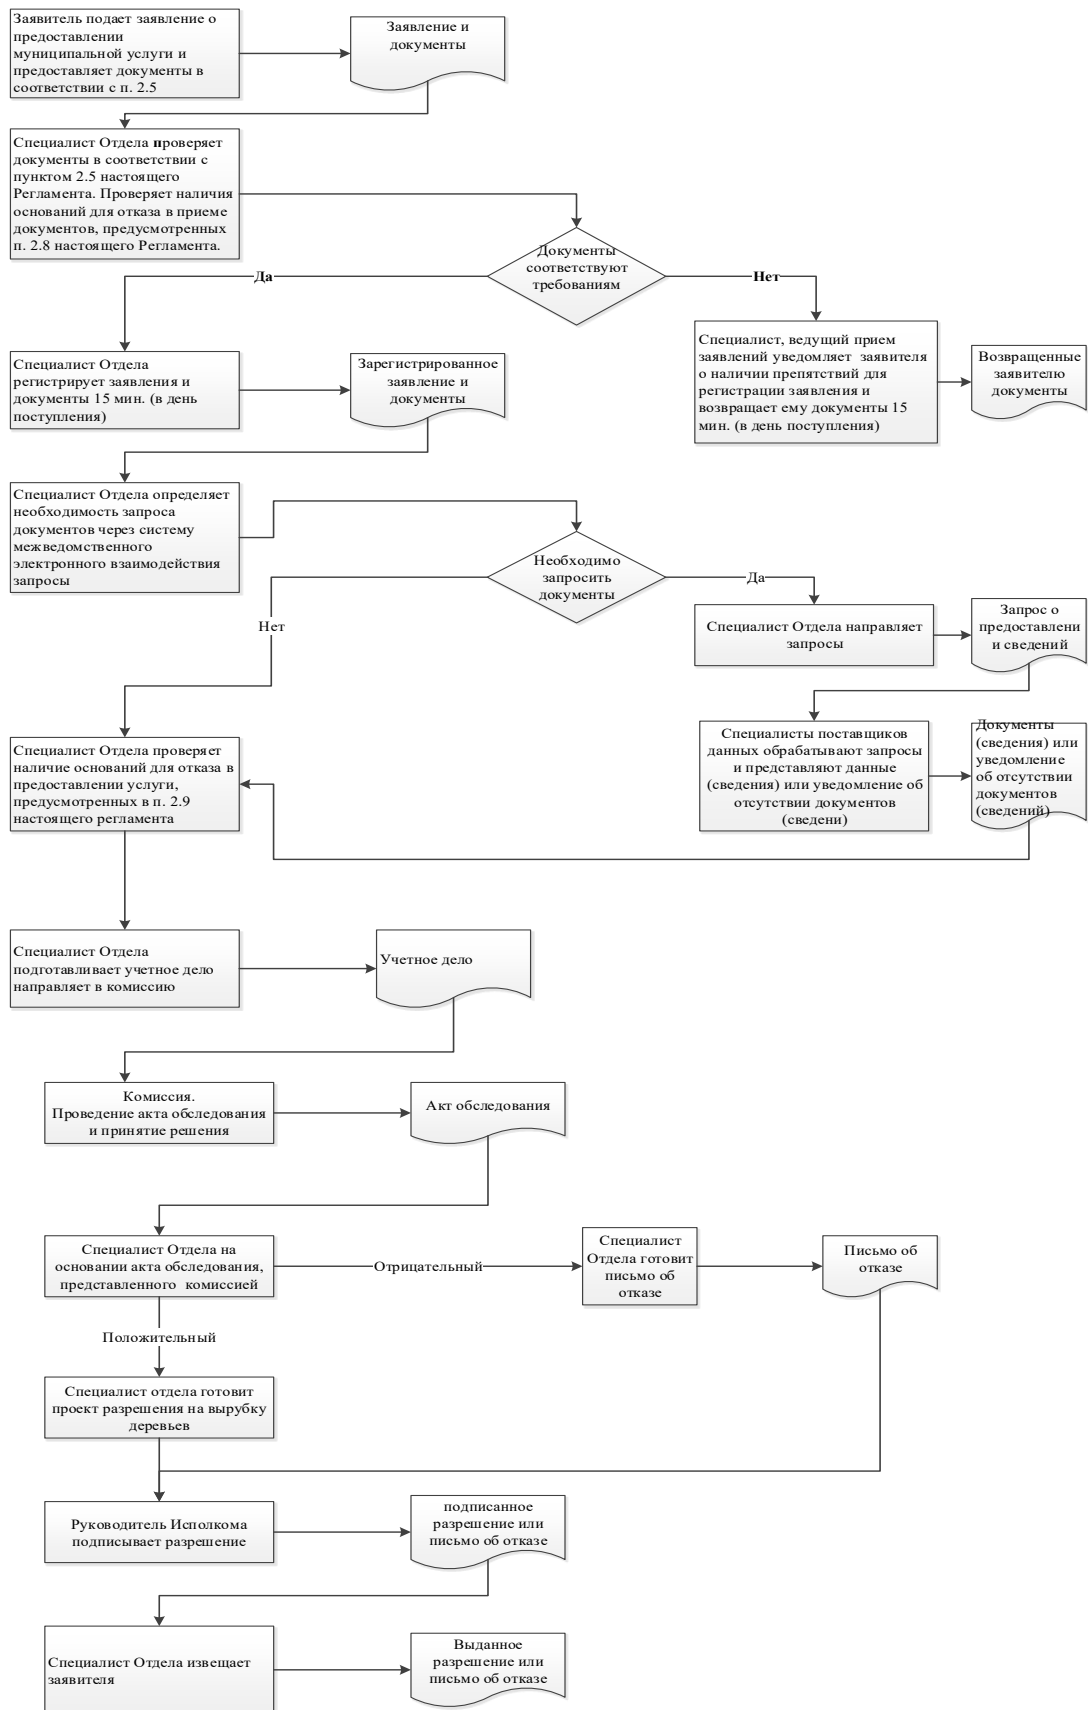 Заявитель подает заявление о
предоставлении
муниципальной услуги и
предоставляет документы в
соответствии с п. 2.5
Заявление и
документы
Специалист Отдела проверяет
документы в соответствии с
пунктом 2.5 настоящего
Регламента. Проверяет наличия
оснований для отказа в приеме
документов, предусмотренных
п. 2.8 настоящего Регламента.
Документы
соответствуют
требованиям
Да
Нет
Специалист Отдела
регистрирует заявления и
документы 15 мин. (в день
поступления)
Зарегистрированное
заявление и
документы
Специалист, ведущий прием
заявлений уведомляет заявителя
о наличии препятствий для
регистрации заявления и
возвращает ему документы 15
мин. (в день поступления)
Возвращенные
заявителю
документы
Специалист Отдела определяет
необходимость запроса
документов через систему
межведомственного
электронного взаимодействия
запросы
Необходимо
запросить
документы
Да
Нет
Специалист Отдела направляет
запросы
Запрос о
предоставлени
и сведений
Специалист Отдела проверяет
наличие оснований для отказа в
предоставлении услуги,
предусмотренных в п. 2.9
настоящего регламента
Специалисты поставщиков
данных обрабатывают запросы
и представляют данные
(сведения) или уведомление об
отсутствии документов
(сведени)
Документы
(сведения) или
уведомление
об отсутствии
документов
(сведений)
Специалист Отдела
подготавливает учетное дело
направляет в комиссию
Учетное дело
Комиссия.
Проведение акта обследования
и принятие решения
Акт обследования
Специалист Отдела на
основании акта обследования,
представленного комиссией
Отрицательный
Специалист
Отдела готовит
письмо об
отказе
Письмо об
отказе
Положительный
Специалист отдела готовит
проект разрешения на вырубку
деревьев
Руководитель Исполкома
подписывает разрешение
подписанное
разрешение или
письмо об отказе
Специалист Отдела извещает
заявителя
Выданное
разрешение или
письмо об отказе